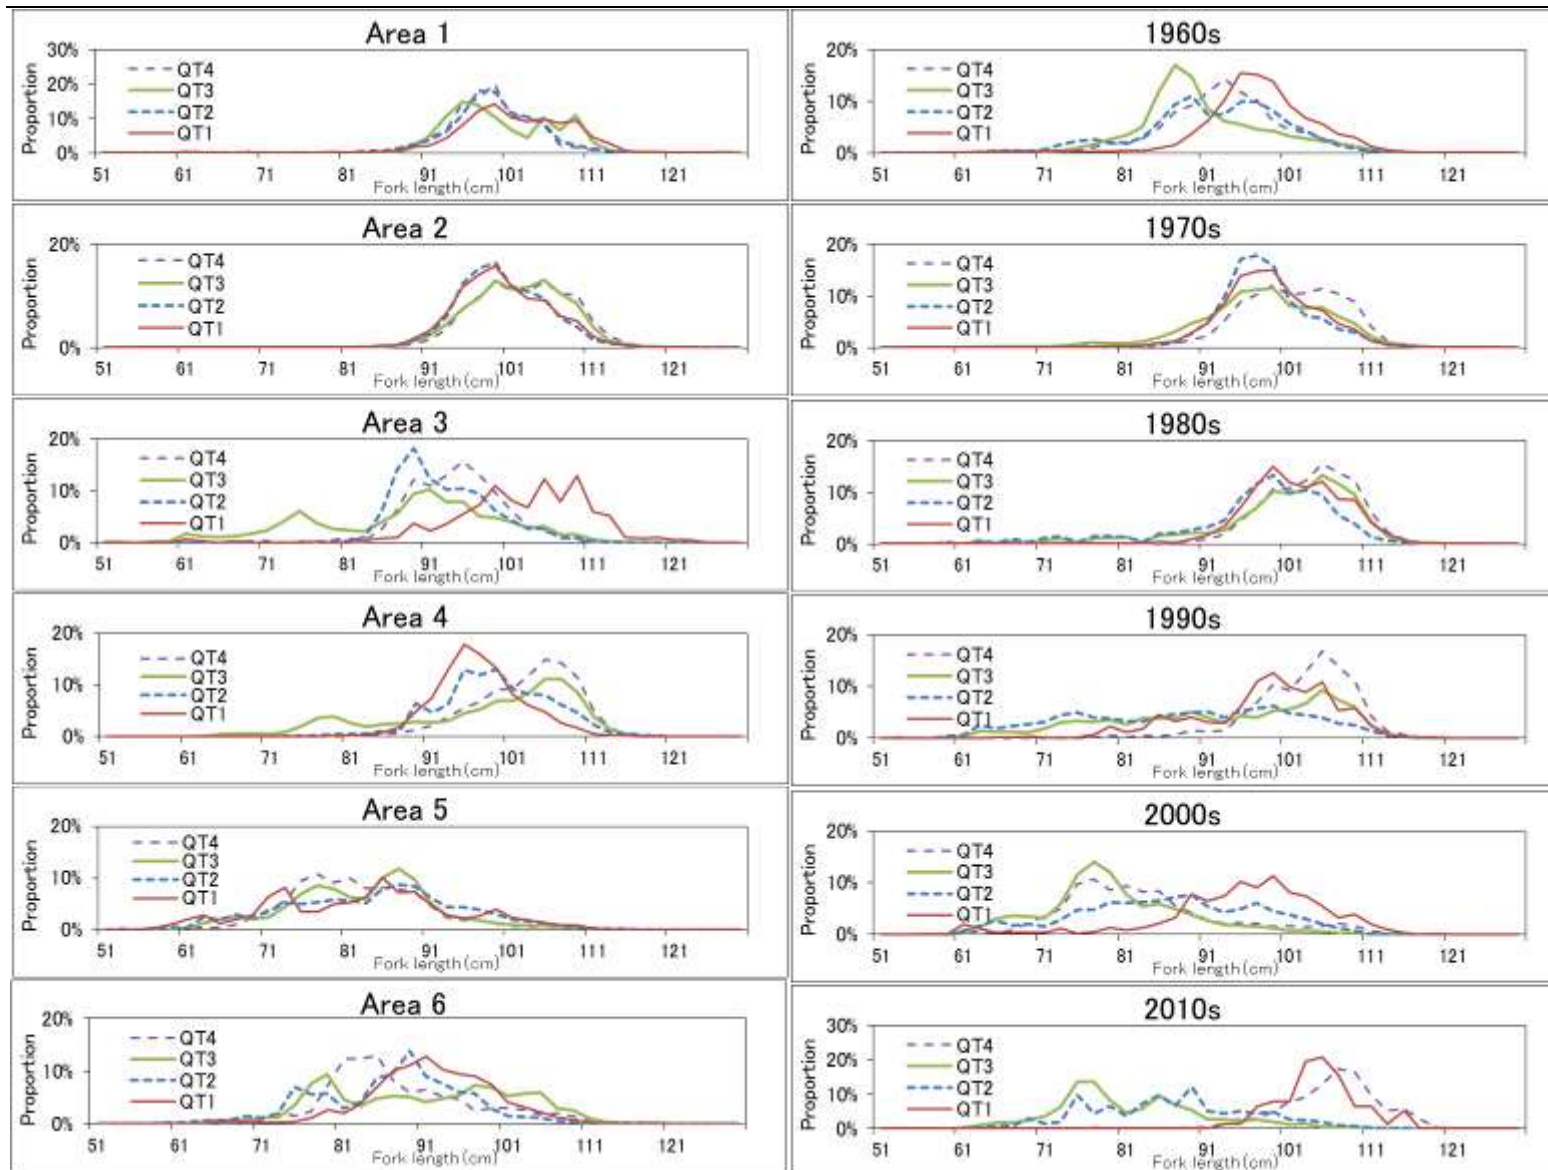 Area 1
Proportion
30%
20%
10%
0%
QT4
QT3
QT2
QT1
51 61 71 81 91 101 111 121
Fork length(cm)
Area 2
Proportion
20%
10%
0%
QT4
QT3
QT2
QT1
51 61 71 81 91 101 111 121
Fork length(cm)
Area 3
Proportion
20%
10%
0%
QT4
QT3
QT2
QT1
51 61 71 81 91 101 111 121
Fork length(cm)
Area 4
Proportion
20%
10%
0%
QT4
QT3
QT2
QT1
51 61 71 81 91 101 111 121
Fork length(cm)
Area 5
Proportion
20%
10%
0%
QT4
QT3
QT2
QT1
51 61 71 81 91 101 111 121
Fork length(cm)
Area 6
Proportion
20%
10%
0%
QT4
QT3
QT2
QT1
51 61 71 81 91 101 111 121
Fork length(cm)
1960s
Proportion
20%
10%
0%
QT4
QT3
QT2
QT1
51 61 71 81 91 101 111 121
Fork length(cm)
1970s
Proportion
20%
10%
0%
QT4
QT3
QT2
QT1
51 61 71 81 91 101 111 121
Fork length(cm)
1980s
Proportion
20%
10%
0%
QT4
QT3
QT2
QT1
51 61 71 81 91 101 111 121
Fork length(cm)
1990s
Proportion
20%
10%
0%
QT4
QT3
QT2
QT1
51 61 71 81 91 101 111 121
Fork length(cm)
2000s
Proportion
20%
10%
0%
QT4
QT3
QT2
QT1
51 61 71 81 91 101 111 121
Fork length(cm)
2010s
Proportion
30%
20%
10%
0%
QT4
QT3
QT2
QT1
51 61 71 81 91 101 111 121
Fork length(cm)